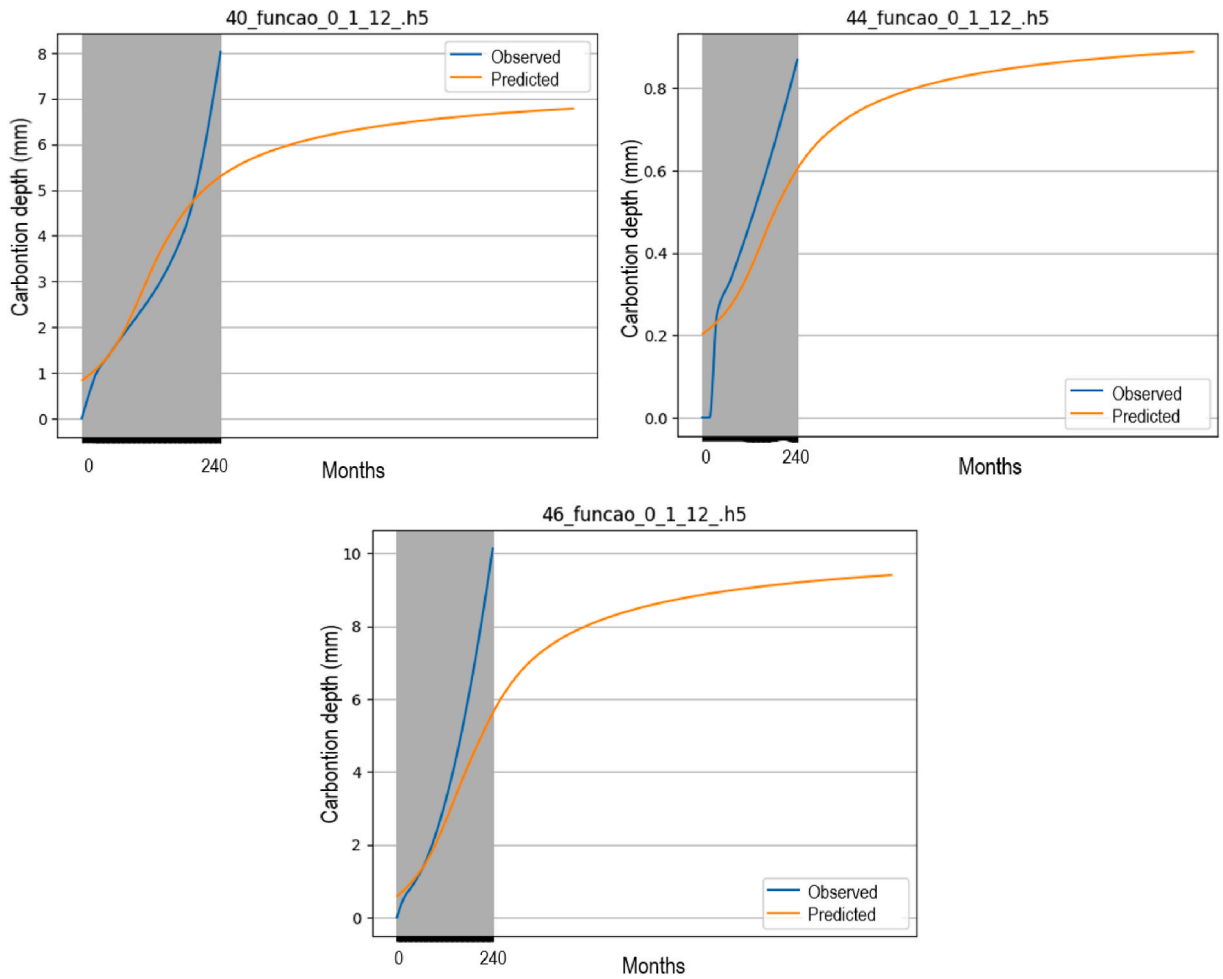 40_funcao_0_1_12_.h5
8
7
6
5
4
3
2
1
0
Carbontion depth (mm)
Observed
Predicted
0
240
Months
44_funcao_0_1_12_.h5
0.8
0.6
0.4
0.2
0.0
Carbontion depth (mm)
Observed
Predicted
0
240
Months
46_funcao_0_1_12_.h5
10
8
6
4
2
0
Carbontion depth (mm)
Observed
Predicted
0
240
Months